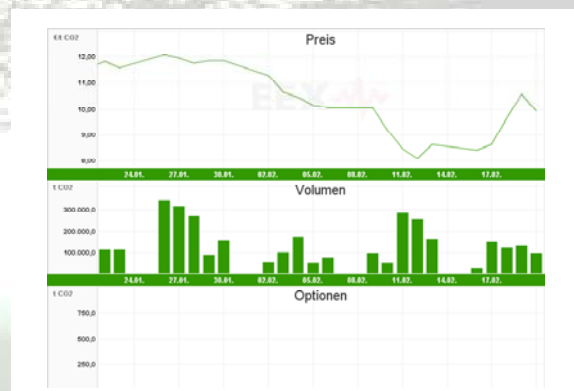 €/t CO2
Preis
12,00
11,00
10,00
9,00
8,00
EEX
24.01. 27.01. 30.01. 02.02. 05.02. 08.02. 11.02. 14.02. 17.02.
t CO2
Volumen
300.000,0
200.000,0
100.000,0
24.01. 27.01. 30.01. 02.02. 05.02. 08.02. 11.02. 14.02. 17.02.
t CO2
Optionen
750,0
500,0
250,0